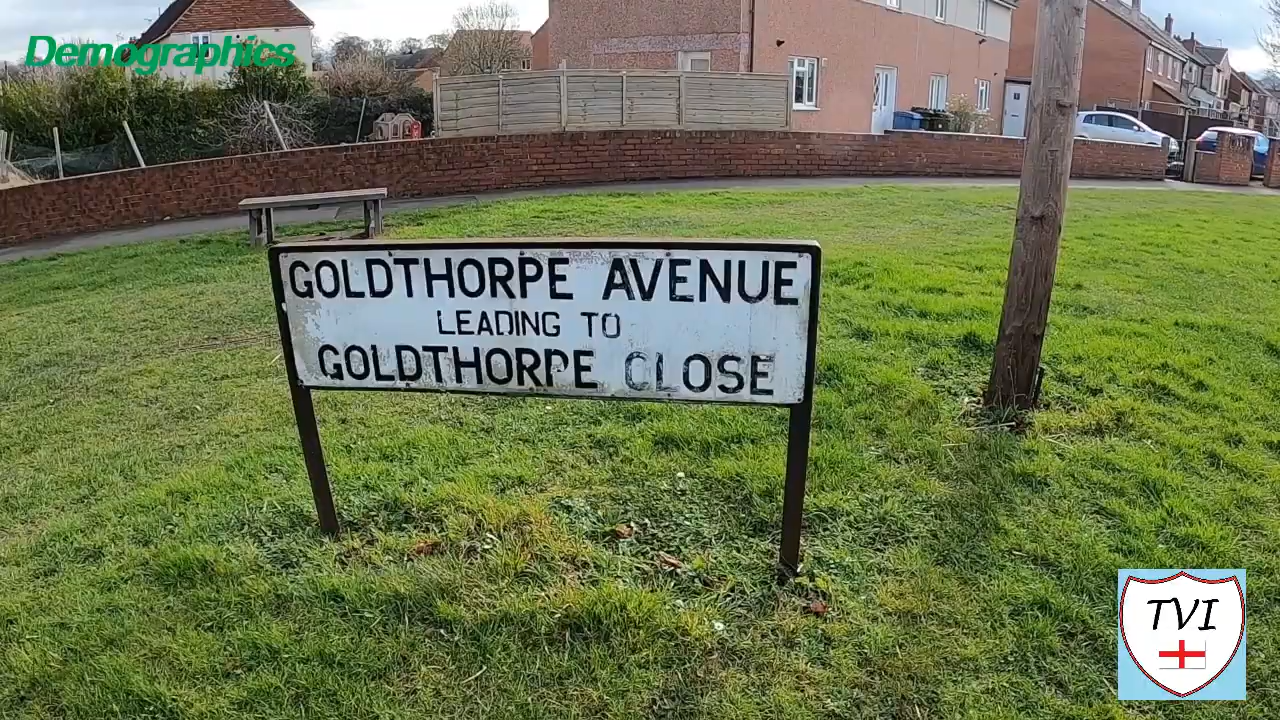 Demographics
GOLDTHORPE AVENUE
LEADING TO
GOLDTHORPE CLOSE
TVI